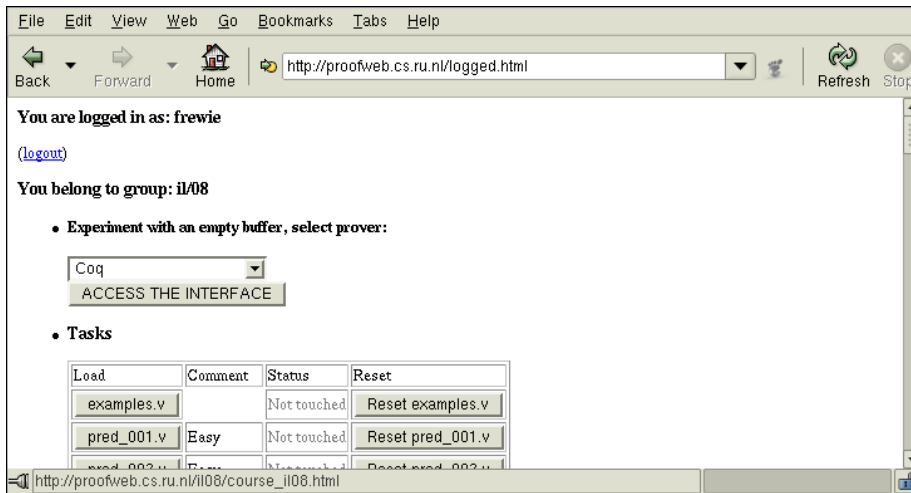 File Edit View Web Go Bookmarks Tabs Help
Back Forward Home http://proofweb.cs.ru.nl/logged.html Refresh Stop
You are logged in as: frewie
(logout)
You belong to group: il/08
• Experiment with an empty buffer, select prover:
Coq
ACCESS THE INTERFACE
• Tasks
Load Comment Status Reset
examples.v Not touched Reset examples.v
pred_001.v Easy Not touched Reset pred_001.v
http://proofweb.cs.ru.nl/il08/course_il08.html